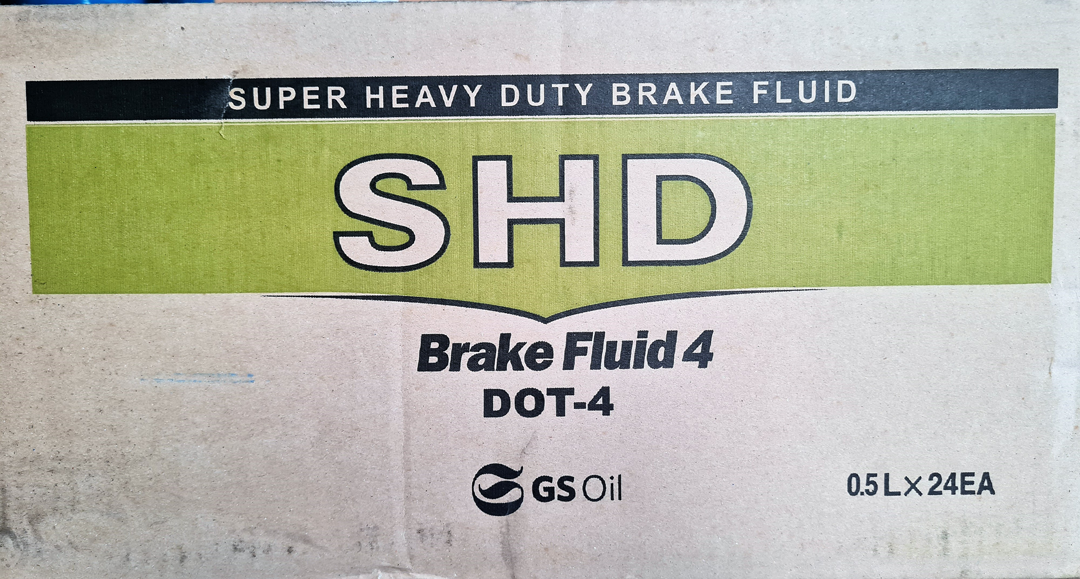 SUPER HEAVY DUTY BRAKE FLUID
SHD
Brake Fluid 4
DOT-4
GS Oil
0.5 L × 24EA